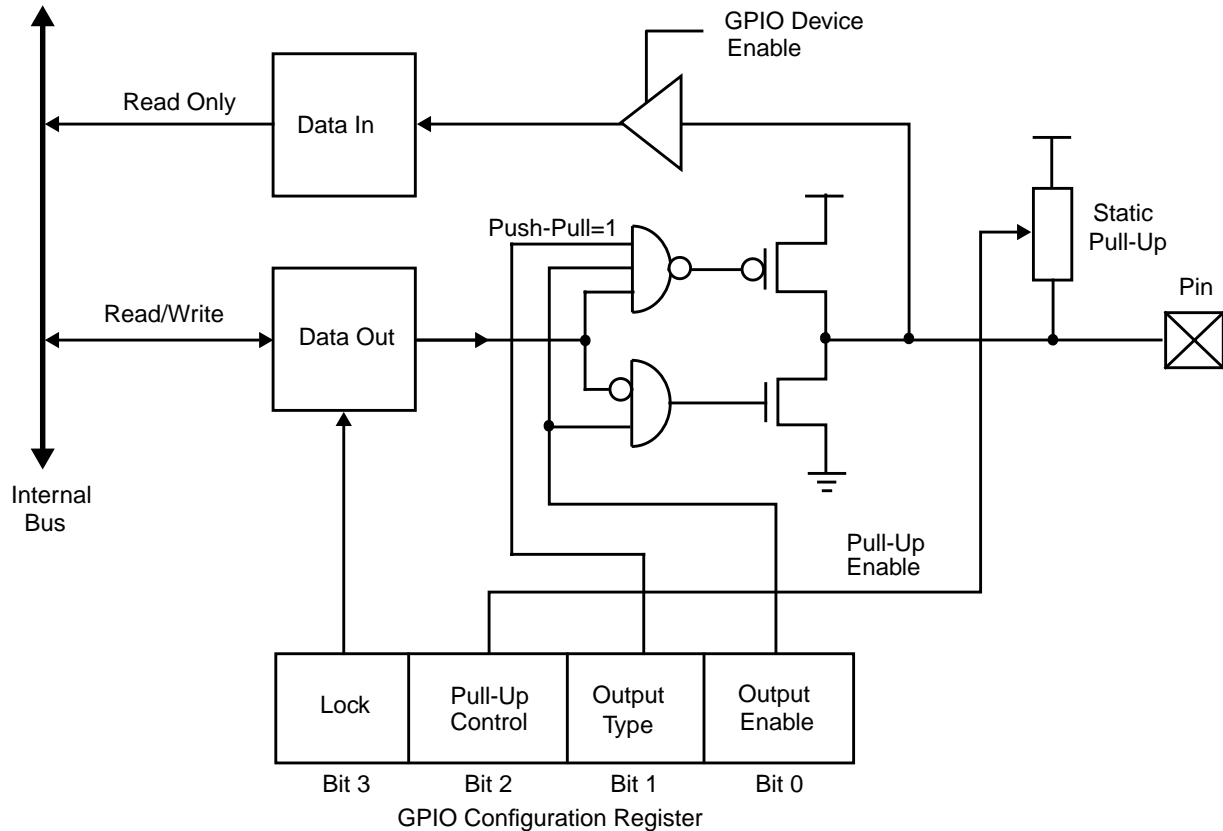 GPIO Device
Enable
Read Only
Data In
Static
Pull-Up
Push-Pull=1
Pin
Read/Write
Data Out
Internal
Bus
Pull-Up
Enable
Lock
Pull-Up
Control
Output
Type
Output
Enable
Bit 3
Bit 2
Bit 1
Bit 0
GPIO Configuration Register